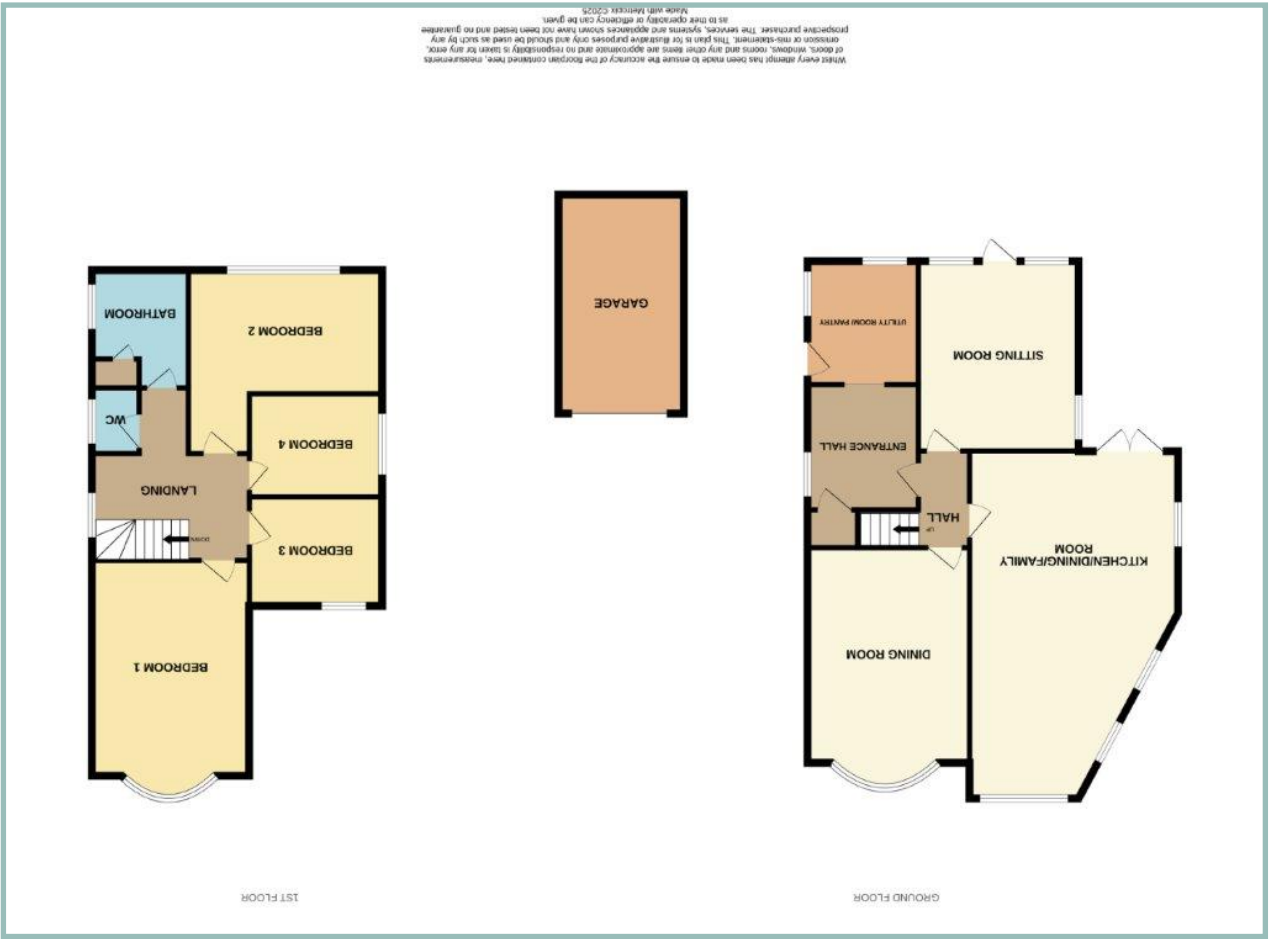 GROUND FLOOR
1ST FLOOR
KITCHEN/DINING/FAMILY
ROOM
DINING ROOM
HALL
UP
ENTRANCE HALL
SITTING ROOM
UTILITY ROOM/ PANTRY
GARAGE
BEDROOM 1
BEDROOM 3
DOWN
LANDING
BEDROOM 4
WC
BEDROOM 2
BATHROOM
Whilst every attempt has been made to ensure the accuracy of the floorplan contained here, measurements
of doors, windows, rooms and any other items are approximate and no responsibility is taken for any error,
omission or mis-statement. This plan is for illustrative purposes only and should be used as such by any
prospective purchaser. The services, systems and appliances shown have not been tested and no guarantee
as to their operability or efficiency can be given.
Made with Metropix ©2025